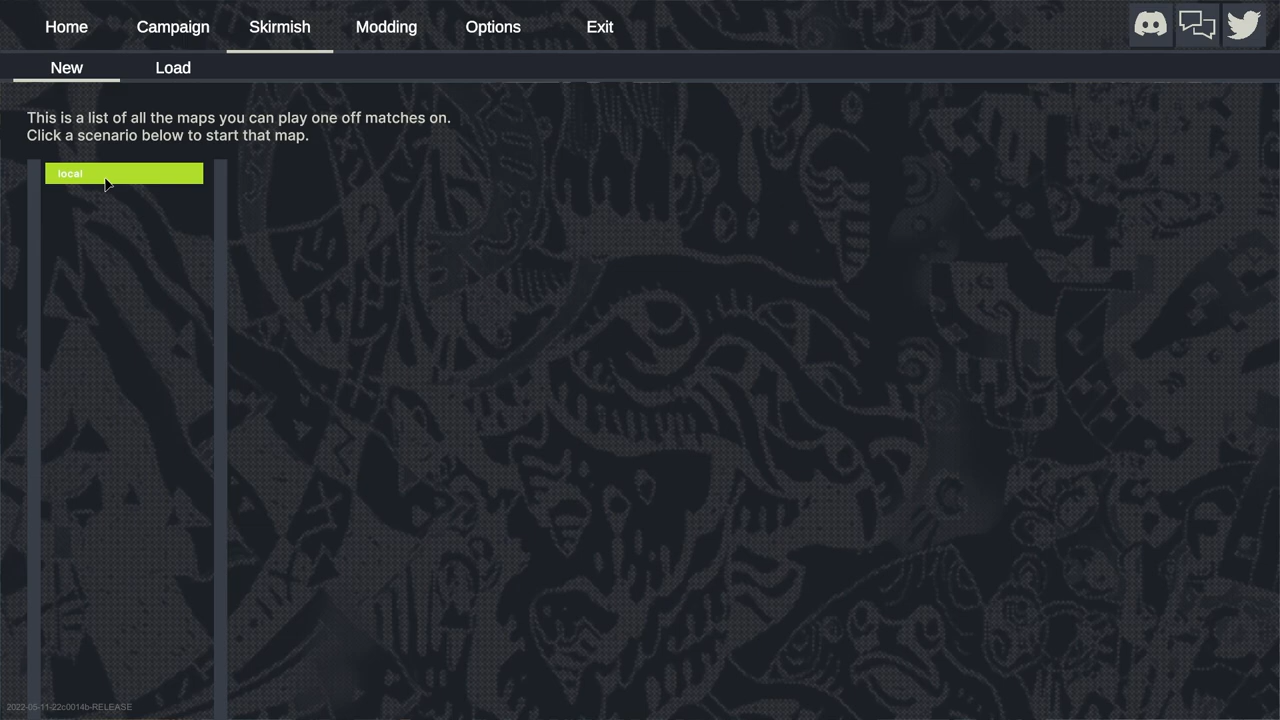 Home Campaign Skirmish Modding Options Exit
New Load
This is a list of all the maps you can play one off matches on.
Click a scenario below to start that map.
local
2022-05-11-22c0014b-RELEASE